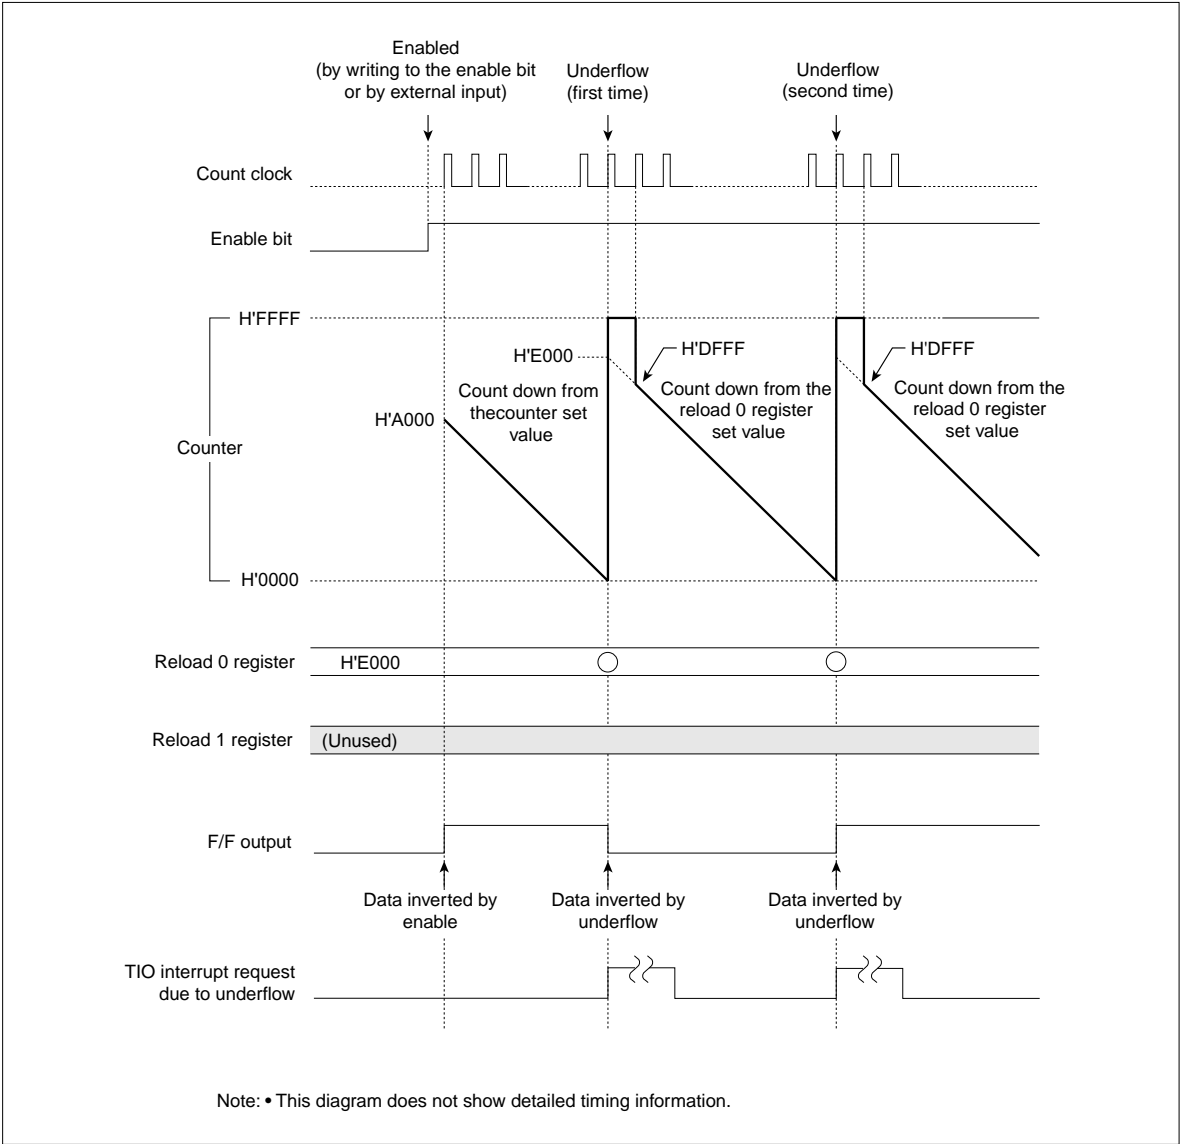 Enabled
(by writing to the enable bit
or by external input)
Underflow
(first time)
Underflow
(second time)
Count clock
Enable bit
H'FFFF
H'E000
H'DFFF
H'DFFF
Count down from
thecounter set
value
Count down from the
reload 0 register
set value
Count down from the
reload 0 register
set value
H'A000
Counter
H'0000
Reload 0 register
H'E000
Reload 1 register
(Unused)
F/F output
Data inverted by
enable
Data inverted by
underflow
Data inverted by
underflow
TIO interrupt request
due to underflow
Note: • This diagram does not show detailed timing information.